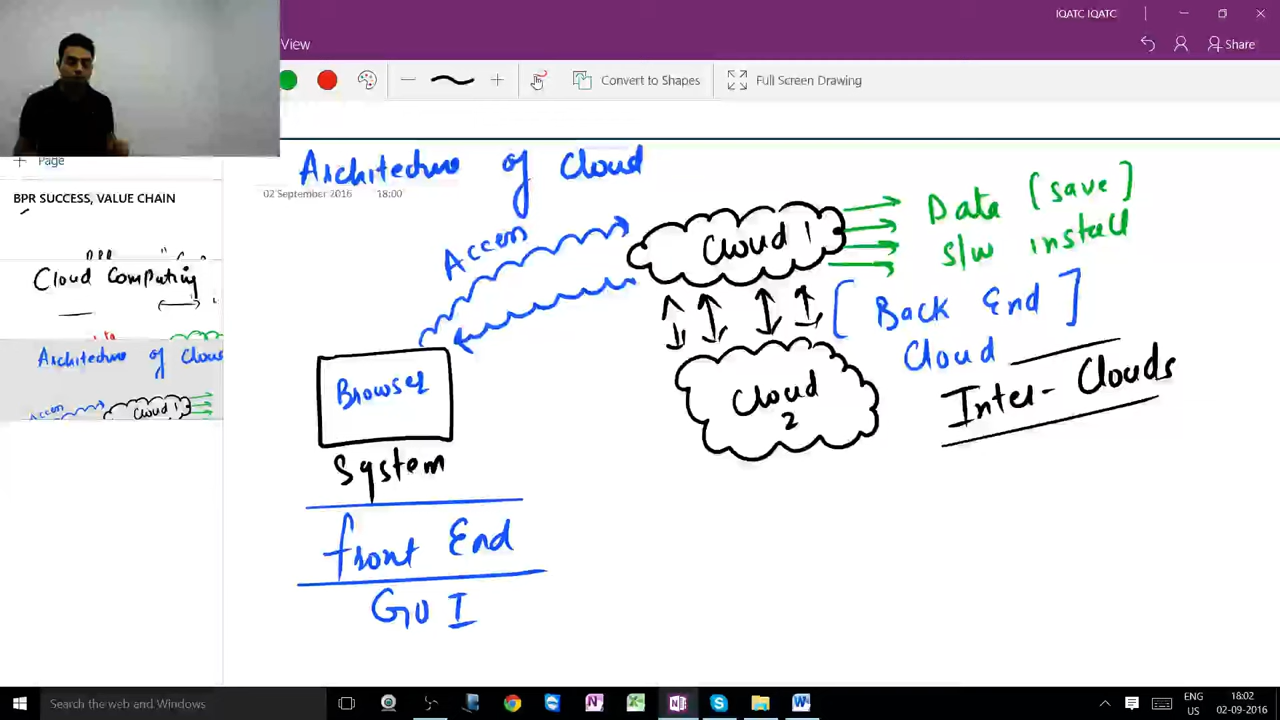 IQATC IQATC
View
Convert to Shapes
Full Screen Drawing
Share
Page
BPR SUCCESS, VALUE CHAIN
Cloud Computing
Architecture of Cloud
Access
Cloud 1
Architecture of Cloud
02 September 2016 18:00
Access
Cloud 1
Data [save]
s/w install
[Back End]
Cloud
Inter-Clouds
Browser
Cloud
2
System
Front End
GUI
Search the web and Windows
ENG
US
18:02
02-09-2016